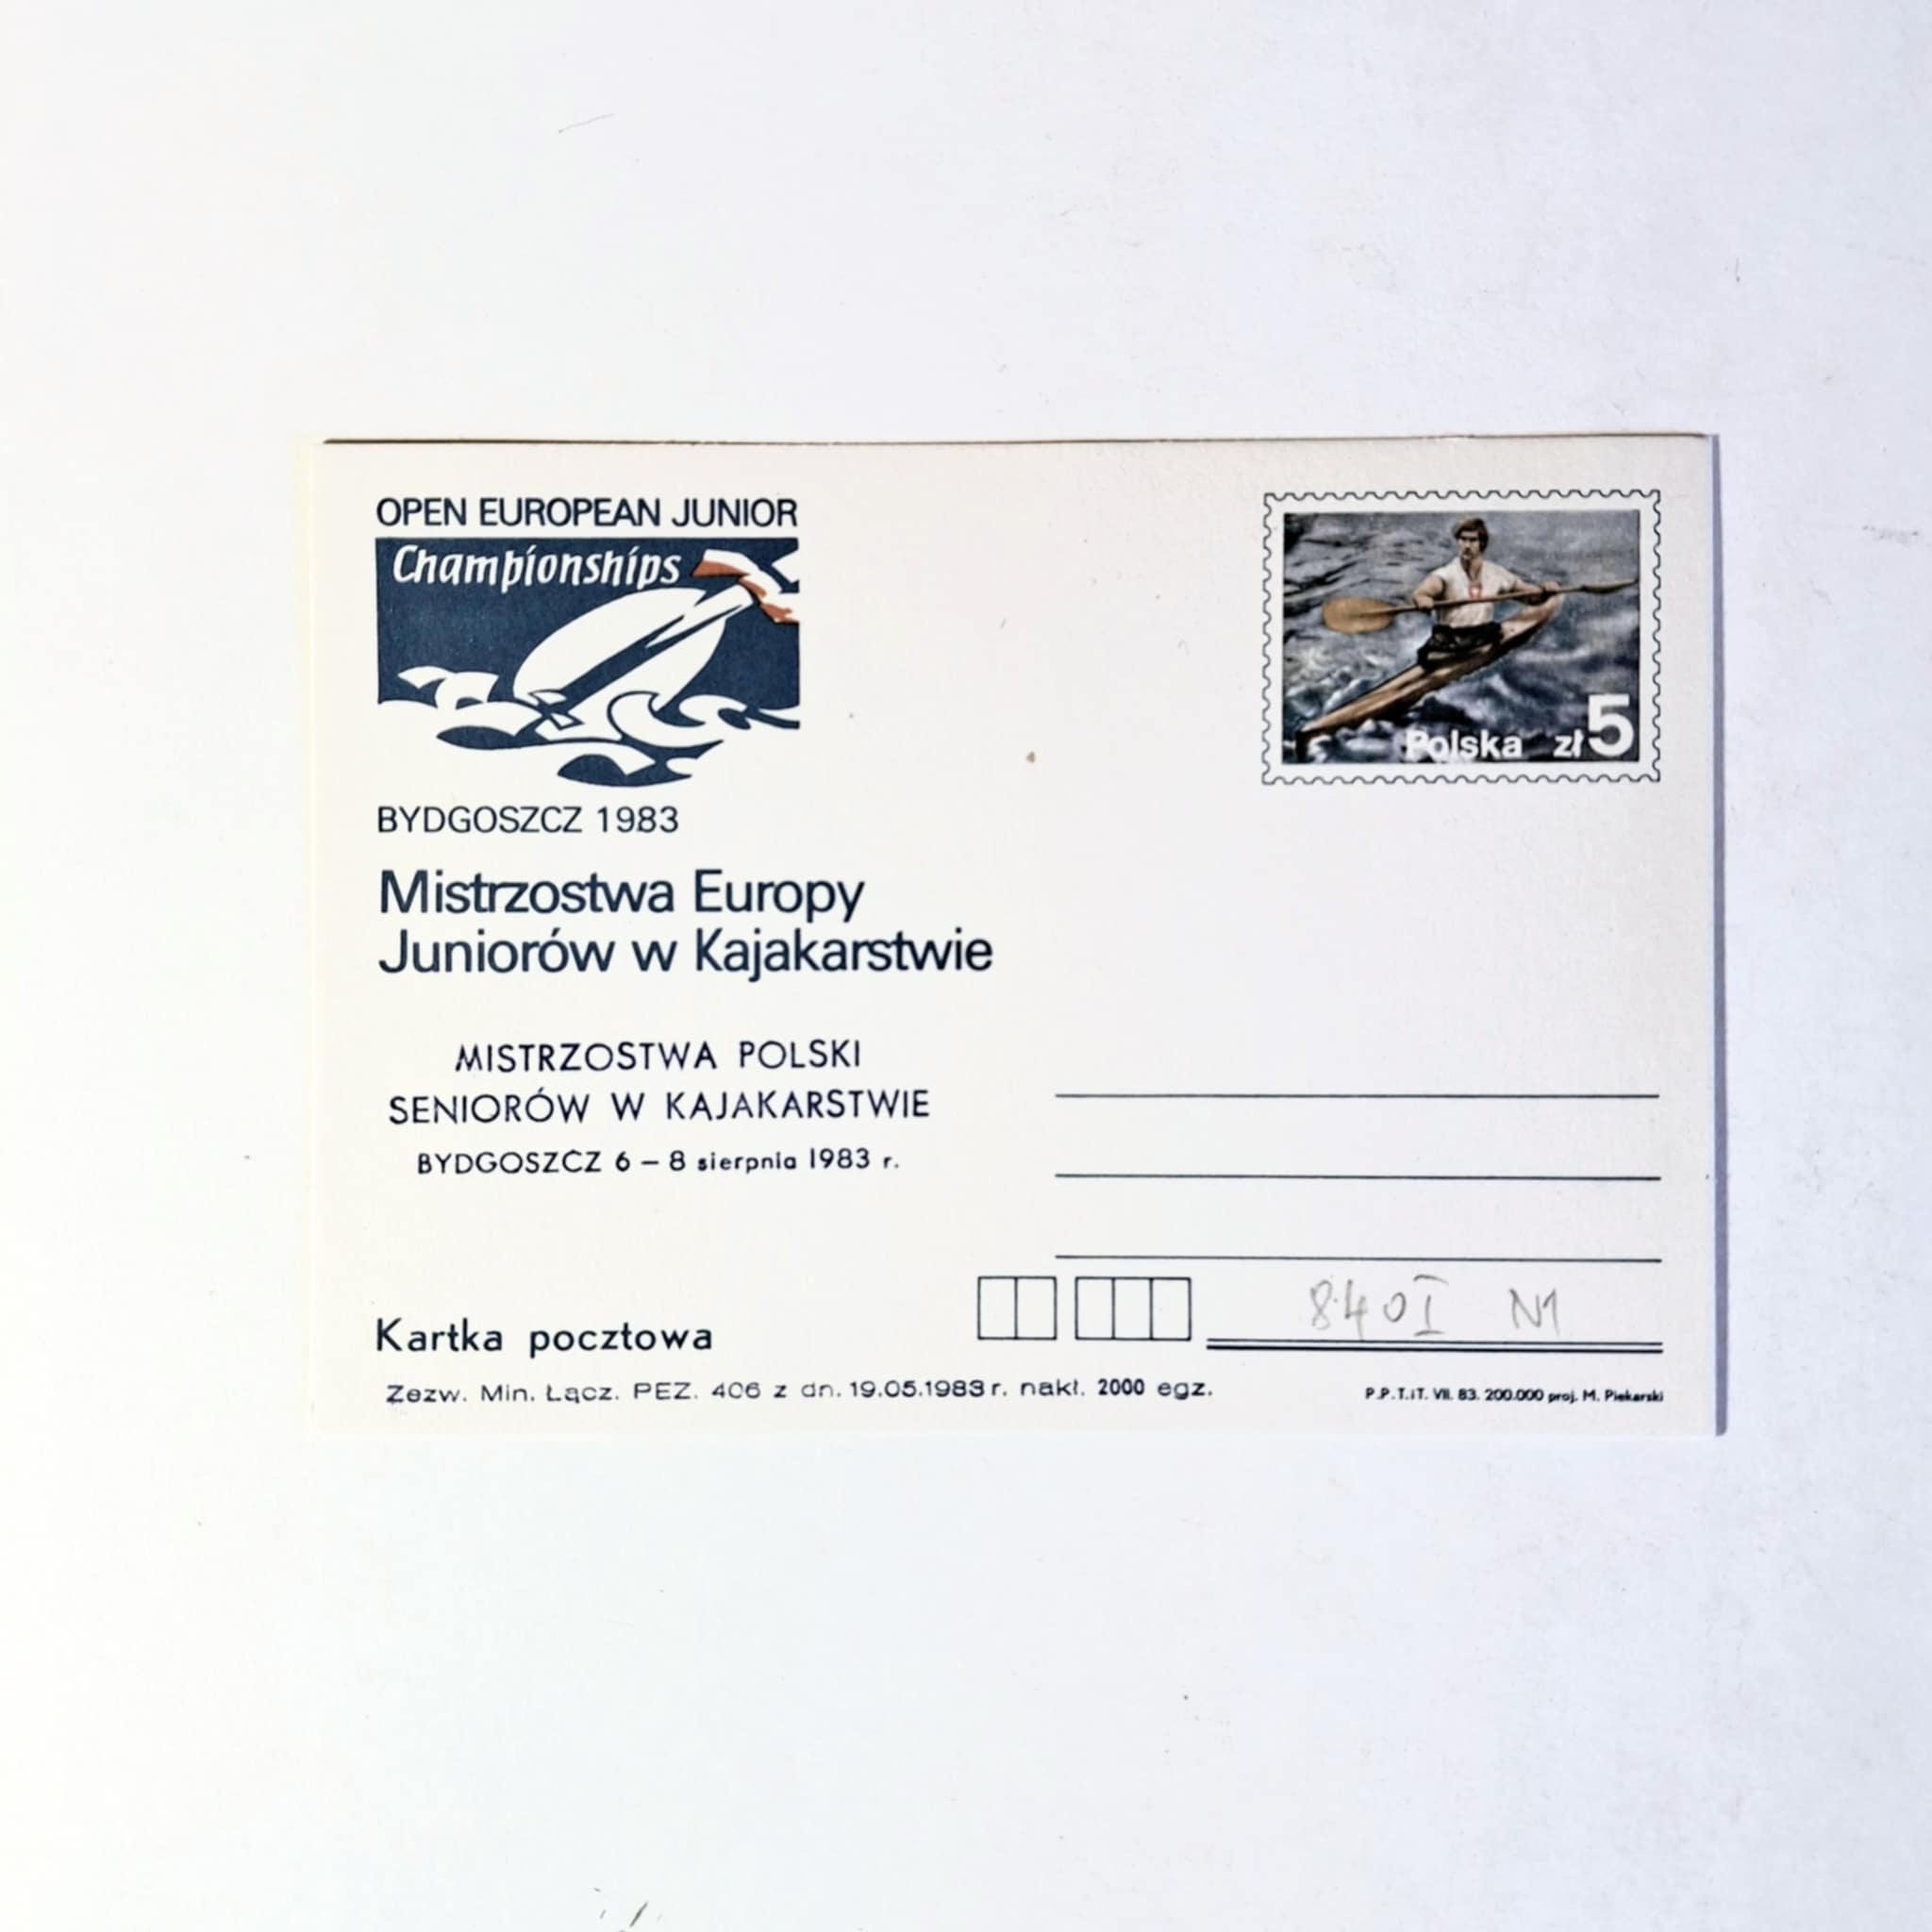 OPEN EUROPEAN JUNIOR
Championships
Polska zł 5
BYDGOSZCZ 1983
Mistrzostwa Europy
Juniorów w Kajakarstwie
MISTRZOSTWA POLSKI
SENIORÓW W KAJAKARSTWIE
BYDGOSZCZ 6 – 8 sierpnia 1983 r.
840I N1
Kartka pocztowa
Zezw. Min. Łącz. PEZ. 406 z dn. 19.05.1983 r. nakł. 2000 egz.
P.P.T.iT. VII. 83. 200.000 proj. M. Piekarski